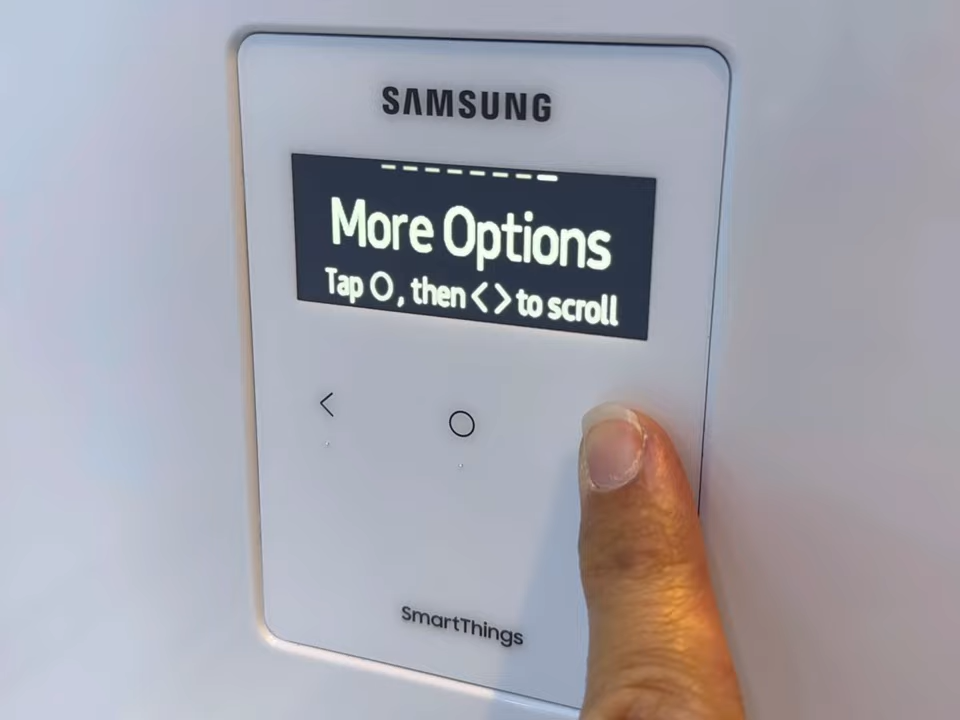 SAMSUNG
More Options
Tap ○, then < > to scroll
SmartThings